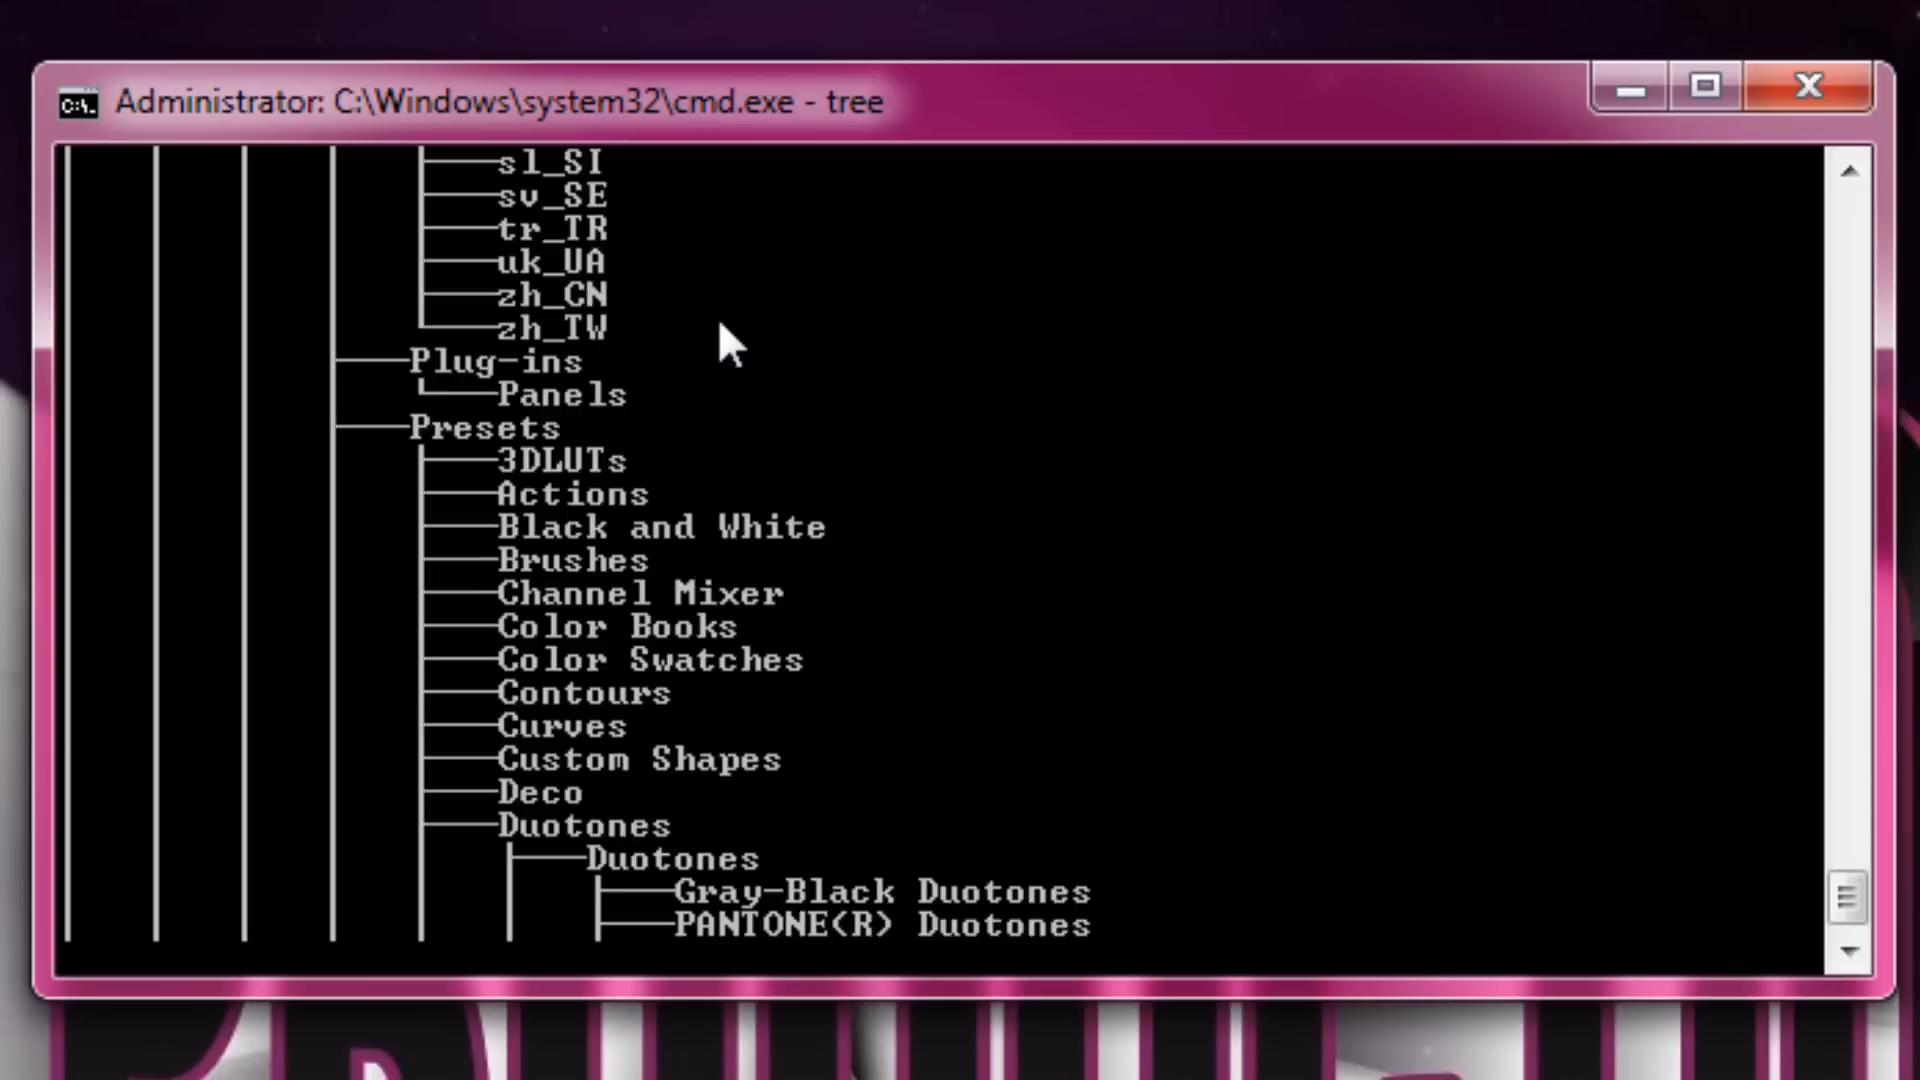 Administrator: C:\Windows\system32\cmd.exe - tree
sl_SI
sv_SE
tr_TR
uk_UA
zh_CN
zh_TW
Plug-ins
Panels
Presets
3DLUTs
Actions
Black and White
Brushes
Channel Mixer
Color Books
Color Swatches
Contours
Curves
Custom Shapes
Deco
Duotones
Duotones
Gray-Black Duotones
PANTONE(R) Duotones